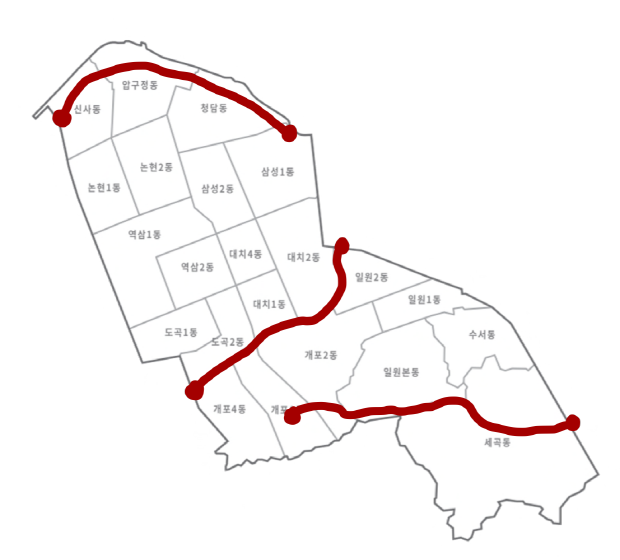 압구정동
신사동
청담동
논현2동
삼성1동
논현1동
삼성2동
역삼1동
대치4동
대치2동
역삼2동
일원2동
일원1동
대치1동
도곡1동
도곡2동
수서동
개포2동
일원본동
개포4동
세곡동